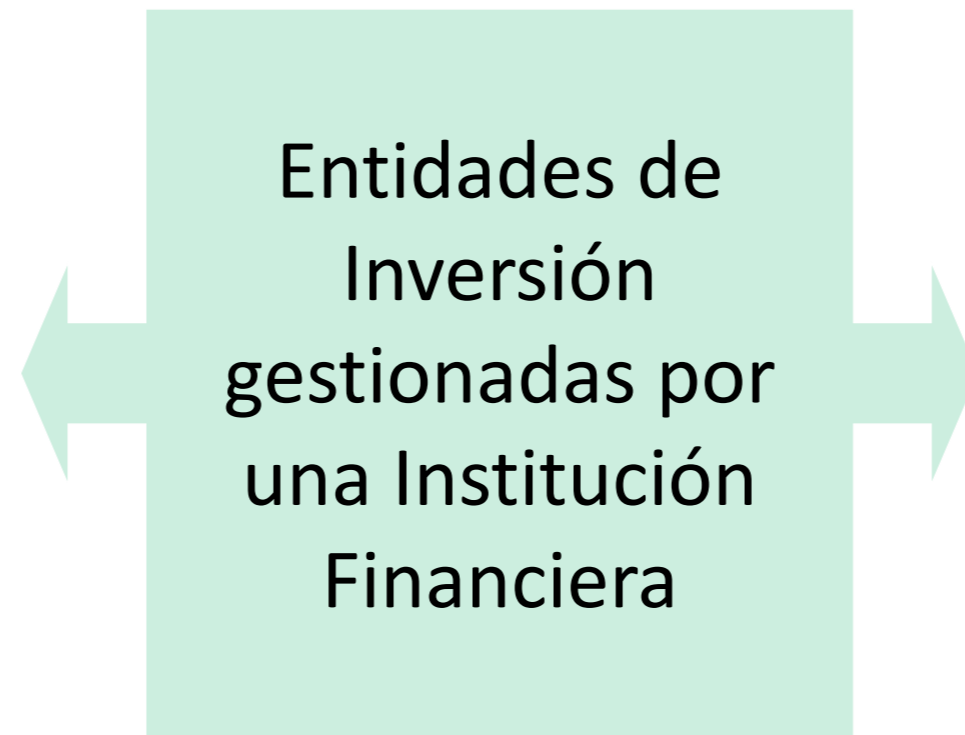 Entidades de
Inversión
gestionadas por
una Institución
Financiera